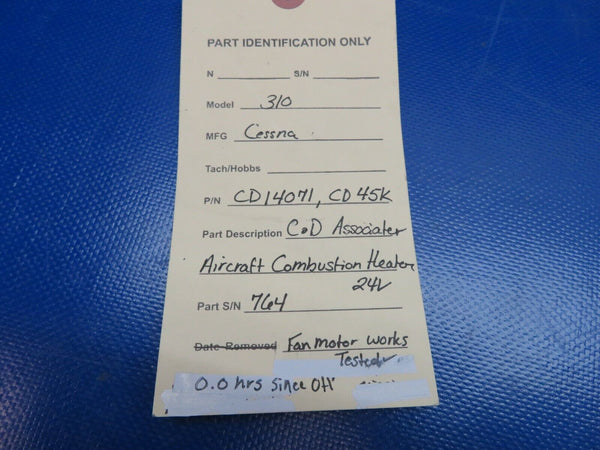 PART IDENTIFICATION ONLY
N S/N
Model 310
MFG Cessna
Tach/Hobbs
P/N CD14071, CD45K
Part Description C&D Associates
Aircraft Combustion Heater
24V
Part S/N 764
Date Removed Fan motor works
Tested
0.0 hrs since OH